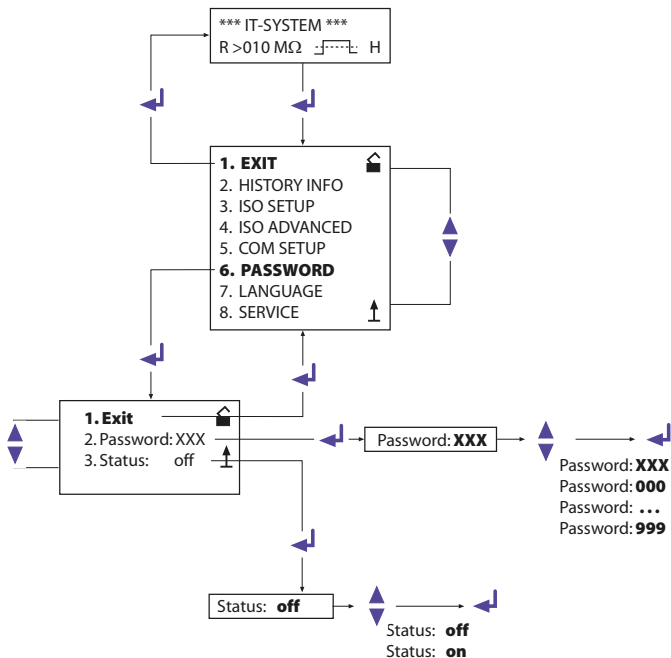 *** IT-SYSTEM ***
R >010 MΩ H
1. EXIT
2. HISTORY INFO
3. ISO SETUP
4. ISO ADVANCED
5. COM SETUP
6. PASSWORD
7. LANGUAGE
8. SERVICE
1. Exit
2. Password: XXX
3. Status: off
Password: XXX
Password: XXX
Password: 000
Password: ...
Password: 999
Status: off
Status: off
Status: on